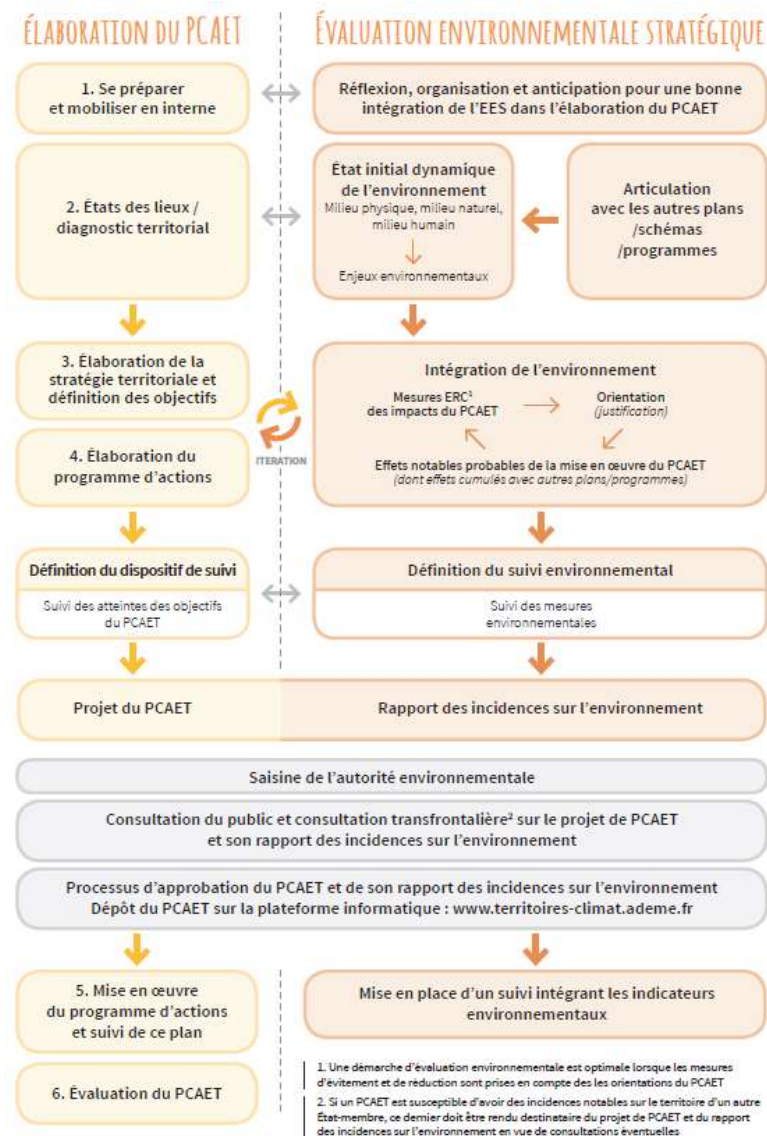 ÉLABORATION DU PCAET
ÉVALUATION ENVIRONNEMENTALE STRATÉGIQUE
1. Se préparer
et mobiliser en interne
Réflexion, organisation et anticipation pour une bonne
intégration de l'EES dans l'élaboration du PCAET
2. États des lieux /
diagnostic territorial
État initial dynamique
de l'environnement
Milieu physique, milieu naturel,
milieu humain
Enjeux environnementaux
Articulation
avec les autres plans
/schémas
/programmes
3. Élaboration de la
stratégie territoriale et
définition des objectifs
4. Élaboration du
programme d'actions
ITERATION
Intégration de l'environnement
Mesures ERC¹
des impacts du PCAET
Orientation
(justification)
Effets notables probables de la mise en œuvre du PCAET
(dont effets cumulés avec autres plans/programmes)
Définition du dispositif de suivi
Suivi des atteintes des objectifs
du PCAET
Définition du suivi environnemental
Suivi des mesures
environnementales
Projet du PCAET
Rapport des incidences sur l'environnement
Saisine de l'autorité environnementale
Consultation du public et consultation transfrontalière² sur le projet de PCAET
et son rapport des incidences sur l'environnement
Processus d'approbation du PCAET et de son rapport des incidences sur l'environnement
Dépôt du PCAET sur la plateforme informatique : www.territoires-climat.ademe.fr
5. Mise en œuvre
du programme d'actions
et suivi de ce plan
6. Évaluation du PCAET
Mise en place d'un suivi intégrant les indicateurs
environnementaux
1. Une démarche d'évaluation environnementale est optimale lorsque les mesures
d'évitement et de réduction sont prises en compte des les orientations du PCAET
2. Si un PCAET est susceptible d'avoir des incidences notables sur le territoire d'un autre
État-membre, ce dernier doit être rendu destinataire du projet de PCAET et du rapport
des incidences sur l'environnement en vue de consultations éventuelles